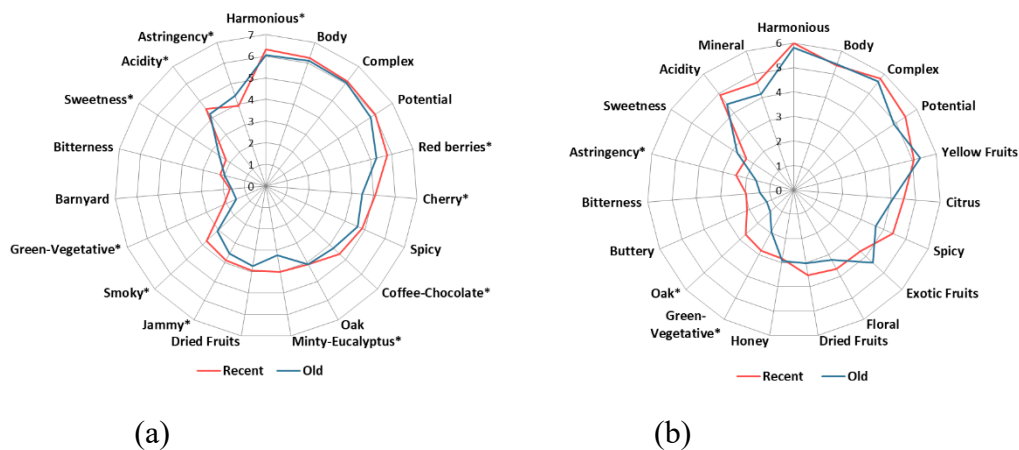 Harmonious*
Body
Complex
Potential
Red berries*
Cherry*
Spicy
Coffee-Chocolate*
Oak
Minty-Eucalyptus*
Dried Fruits
Jammy*
Smoky*
Green-Vegetative*
Barnyard
Bitterness
Sweetness*
Acidity*
Astringency*
7
6
5
4
3
2
1
0
Recent
Old
(a)
Harmonious
Body
Complex
Potential
Yellow Fruits
Citrus
Spicy
Exotic Fruits
Floral
Dried Fruits
Honey
Green-
Vegetative*
Oak*
Buttery
Bitterness
Astringency*
Sweetness
Acidity
Mineral
6
5
4
3
2
1
0
Recent
Old
(b)